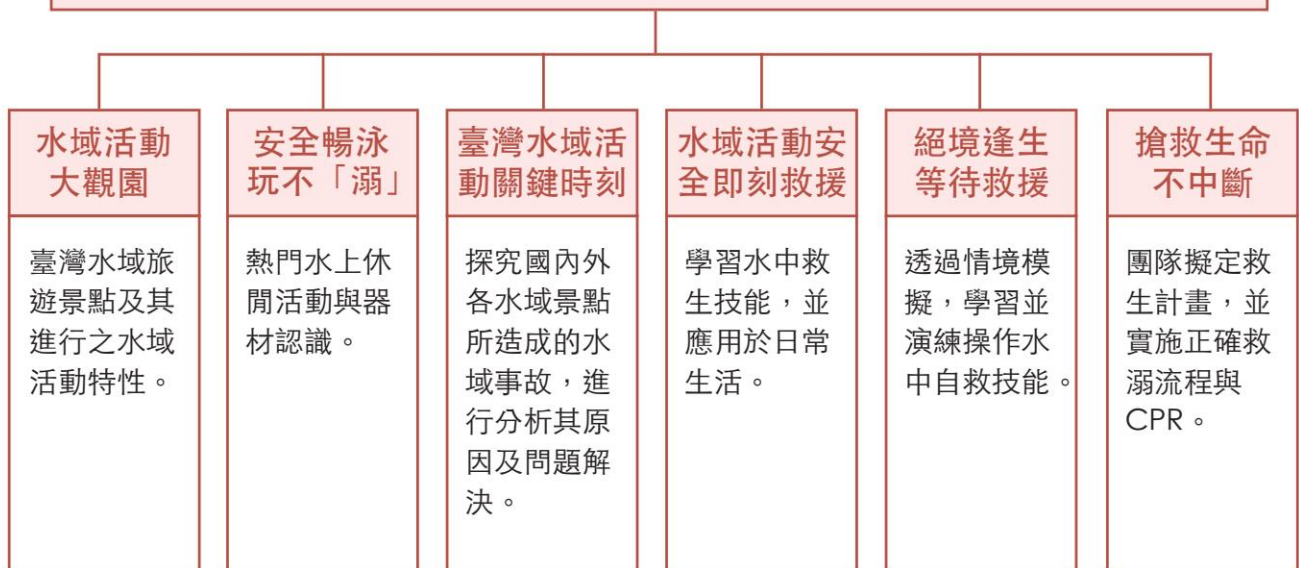 水域活動
大觀園
臺灣水域旅
遊景點及其
進行之水域
活動特性。
安全暢泳
玩不「溺」
熱門水上休
閒活動與器
材認識。
臺灣水域活
動關鍵時刻
探究國內外
各水域景點
所造成的水
域事故，進
行分析其原
因及問題解
決。
水域活動安
全即刻救援
學習水中救
生技能，並
應用於日常
生活。
絕境逢生
等待救援
透過情境模
擬，學習並
演練操作水
中自救技能。
搶救生命
不中斷
團隊擬定救
生計畫，並
實施正確救
溺流程與
CPR。